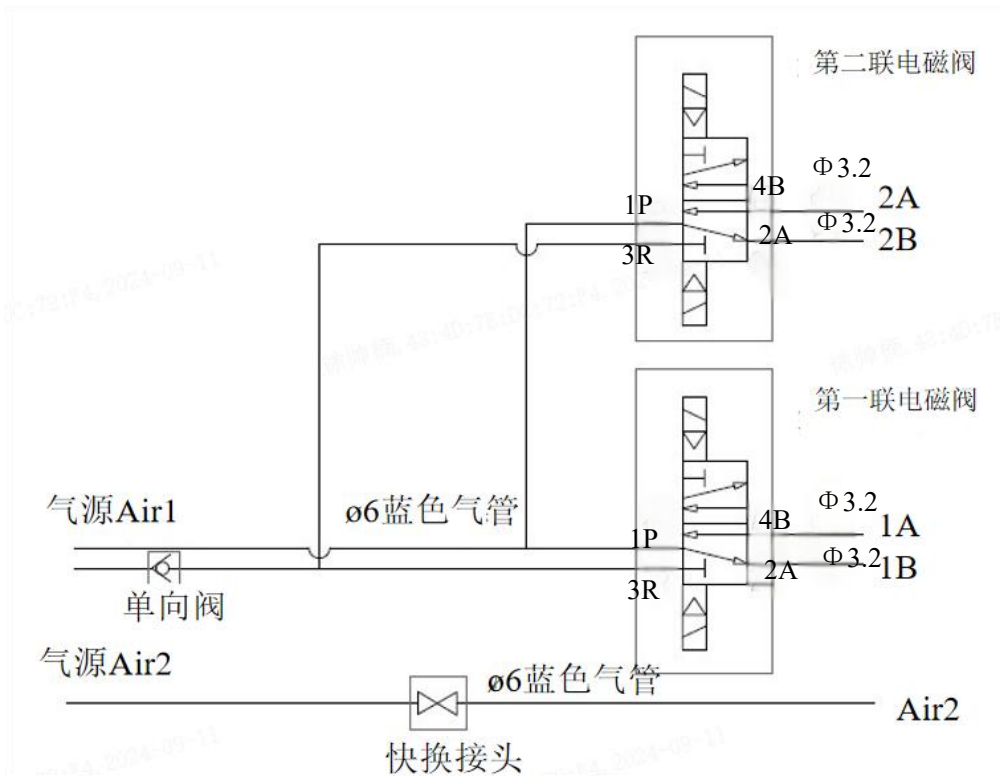 第二联电磁阀
Φ3.2
4B
2A
1P
Φ3.2
2A
2B
3R
第一联电磁阀
气源Air1
ø6蓝色气管
Φ3.2
4B
1A
1P
Φ3.2
2A
1B
3R
单向阀
气源Air2
ø6蓝色气管
Air2
快换接头